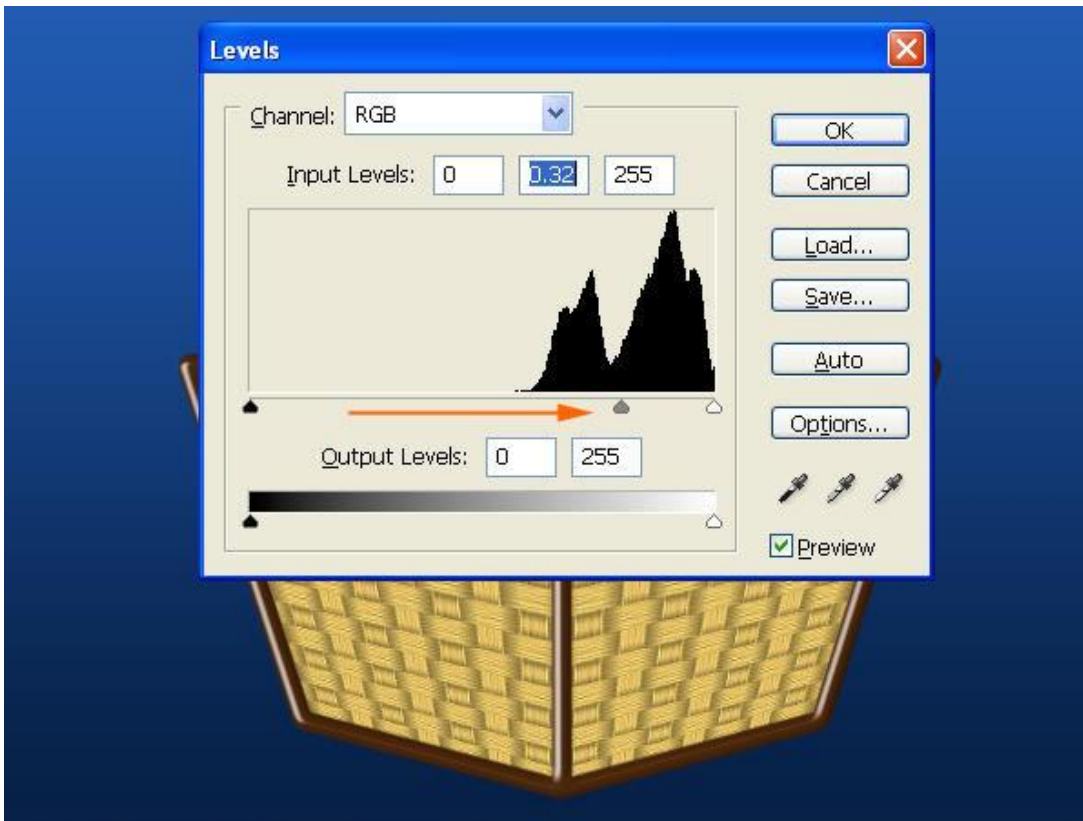 Levels
Channel: RGB
OK
Input Levels: 0 0.32 255
Cancel
Load...
Save...
Auto
Options...
Output Levels: 0 255
Preview